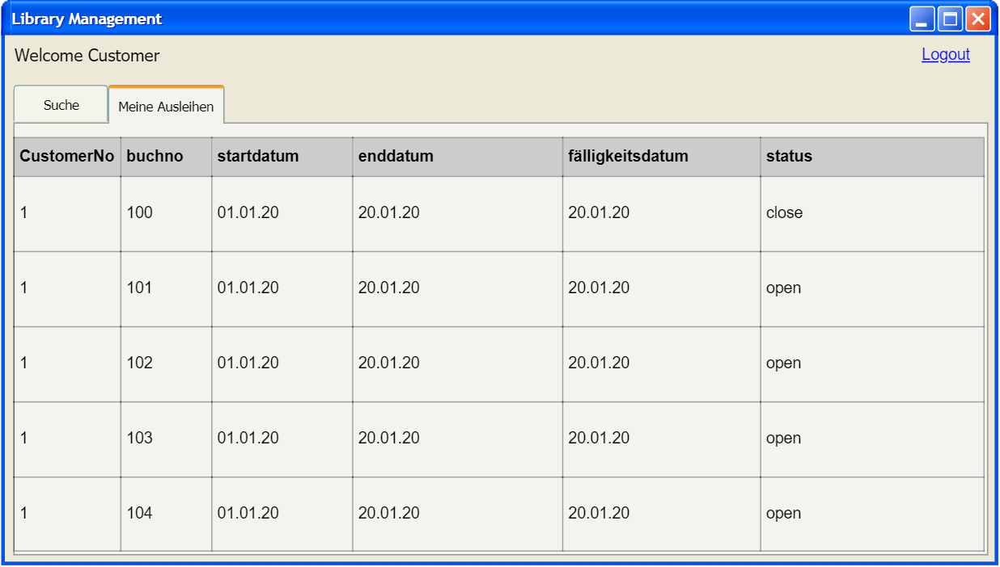 Library Management
Welcome Customer
Logout
Suche
Meine Ausleihen
CustomerNo buchno startdatum enddatum fälligkeitsdatum status
1 100 01.01.20 20.01.20 20.01.20 close
1 101 01.01.20 20.01.20 20.01.20 open
1 102 01.01.20 20.01.20 20.01.20 open
1 103 01.01.20 20.01.20 20.01.20 open
1 104 01.01.20 20.01.20 20.01.20 open